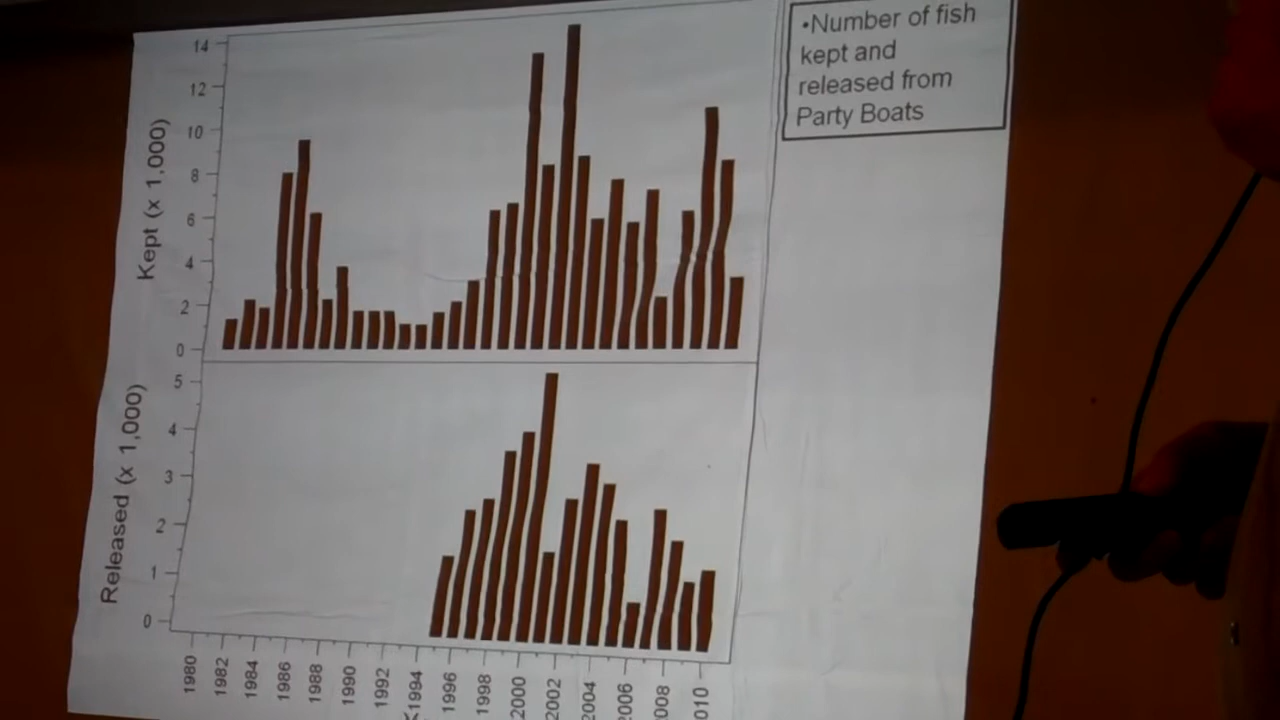 •Number of fish
kept and
released from
Party Boats
Kept (x 1,000)
14
12
10
8
6
4
2
0
Released (x 1,000)
5
4
3
2
1
0
1980 1982 1984 1986 1988 1990 1992 1994 1996 1998 2000 2002 2004 2006 008 010